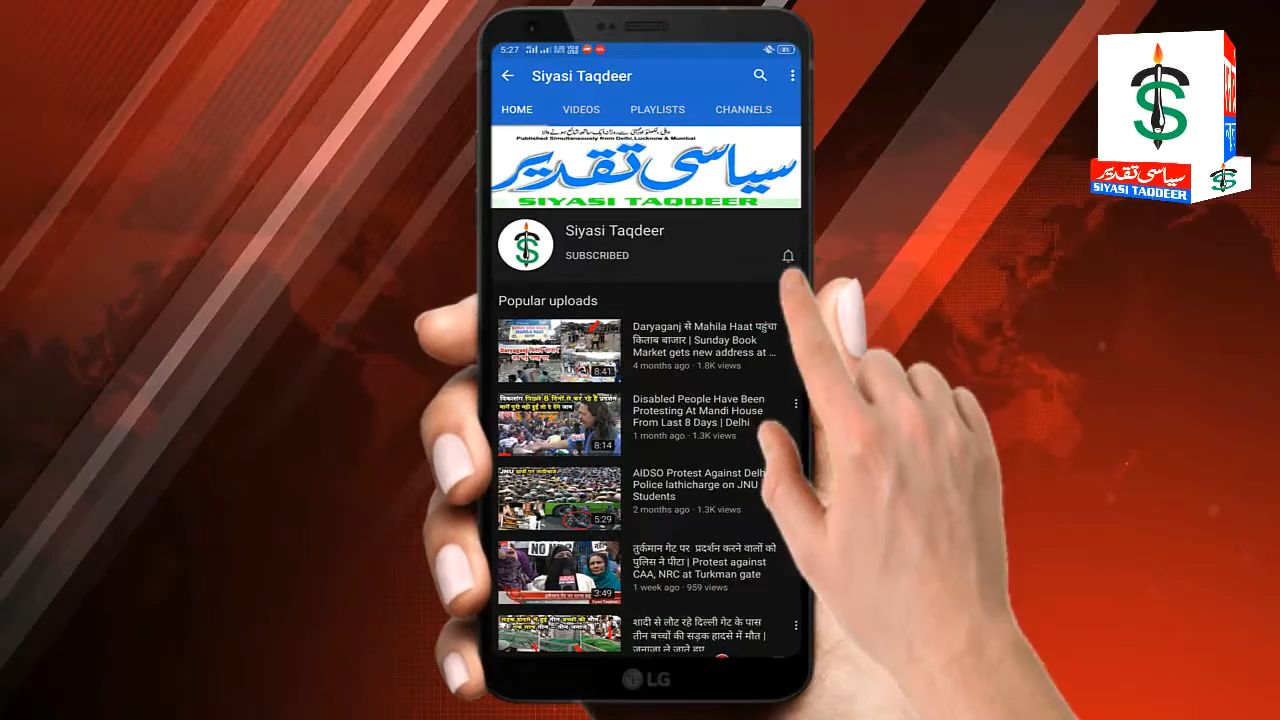 5:27
Siyasi Taqdeer
HOME VIDEOS PLAYLISTS CHANNELS
Published Simultaneously from Delhi, Lucknow & Mumbai
سیاسی تقدیر
SIYASI TAQDEER
Siyasi Taqdeer
SUBSCRIBED
Popular uploads
Daryaganj से Mahila Haat पहुंचा
किताब बाजार | Sunday Book
Market gets new address at ...
4 months ago · 1.8K views
8:41
Disabled People Have Been
Protesting At Mandi House
From Last 8 Days | Delhi
1 month ago · 1.3K views
8:14
AIDSO Protest Against Delh
Police lathicharge on JNU
Students
2 months ago · 1.3K views
5:29
तुर्कमान गेट पर प्रदर्शन करने वालों को
पुलिस ने पीटा | Protest against
CAA, NRC at Turkman gate
1 week ago · 959 views
NO
3:49
शादी से लौट रहे दिल्ली गेट के पास
तीन बच्चों की सड़क हादसे में मौत |
जनाजा ले जाते हुए
LG
سیاسی تقدیر
SIYASI TAQDEER